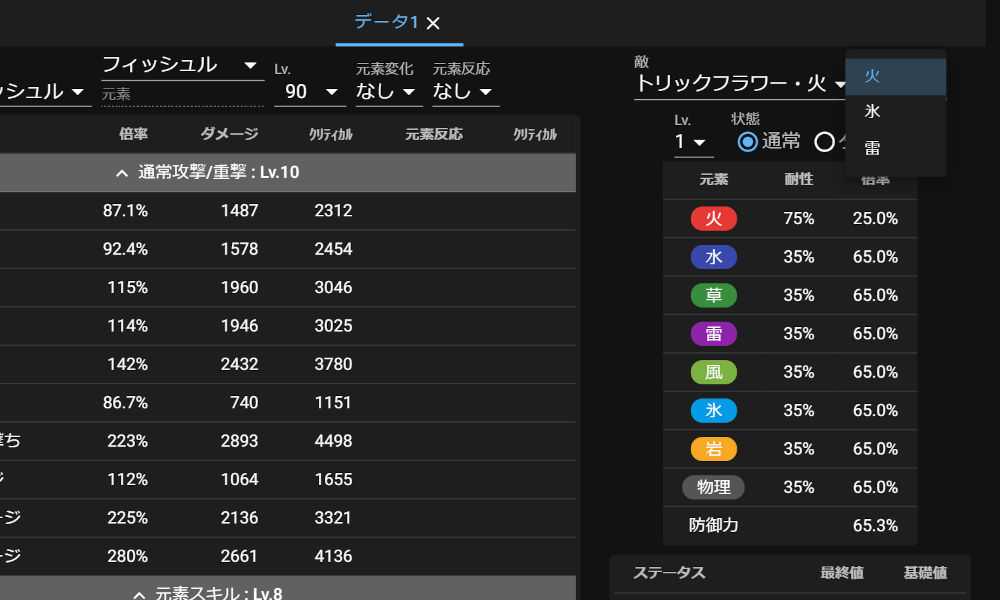 データ1 ×
敵
火
フィッシュル Lv. 元素変化 元素反応
トリックフラワー・火
ッシュル 元素 90 なし なし
氷
Lv. 状態
1 通常
雷
倍率 ダメージ クリティカル 元素反応 クリティカル
元素 耐性 倍率
通常攻撃/重撃 : Lv.10
87.1% 1487 2312
火 75% 25.0%
92.4% 1578 2454
水 35% 65.0%
115% 1960 3046
草 35% 65.0%
114% 1946 3025
雷 35% 65.0%
142% 2432 3780
風 35% 65.0%
86.7% 740 1151
氷 35% 65.0%
撃ち 223% 2893 4498
岩 35% 65.0%
ジ 112% 1064 1655
物理 35% 65.0%
ージ 225% 2136 3321
防御力 65.3%
ージ 280% 2661 4136
ステータス 最終値 基礎値
元素スキル : Lv.8